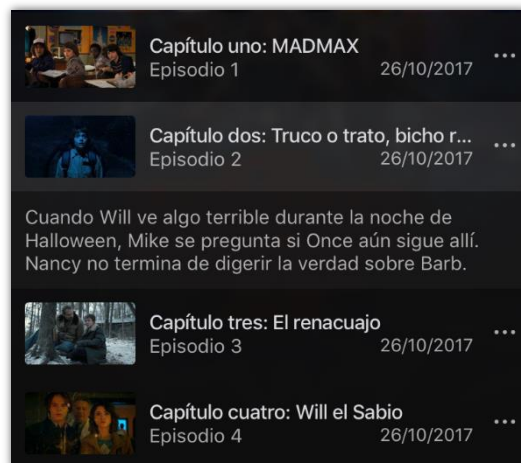 Capítulo uno: MADMAX
Episodio 1 26/10/2017
Capítulo dos: Truco o trato, bicho r...
Episodio 2 26/10/2017
Cuando Will ve algo terrible durante la noche de
Halloween, Mike se pregunta si Once aún sigue allí.
Nancy no termina de digerir la verdad sobre Barb.
Capítulo tres: El renacuajo
Episodio 3 26/10/2017
Capítulo cuatro: Will el Sabio
Episodio 4 26/10/2017